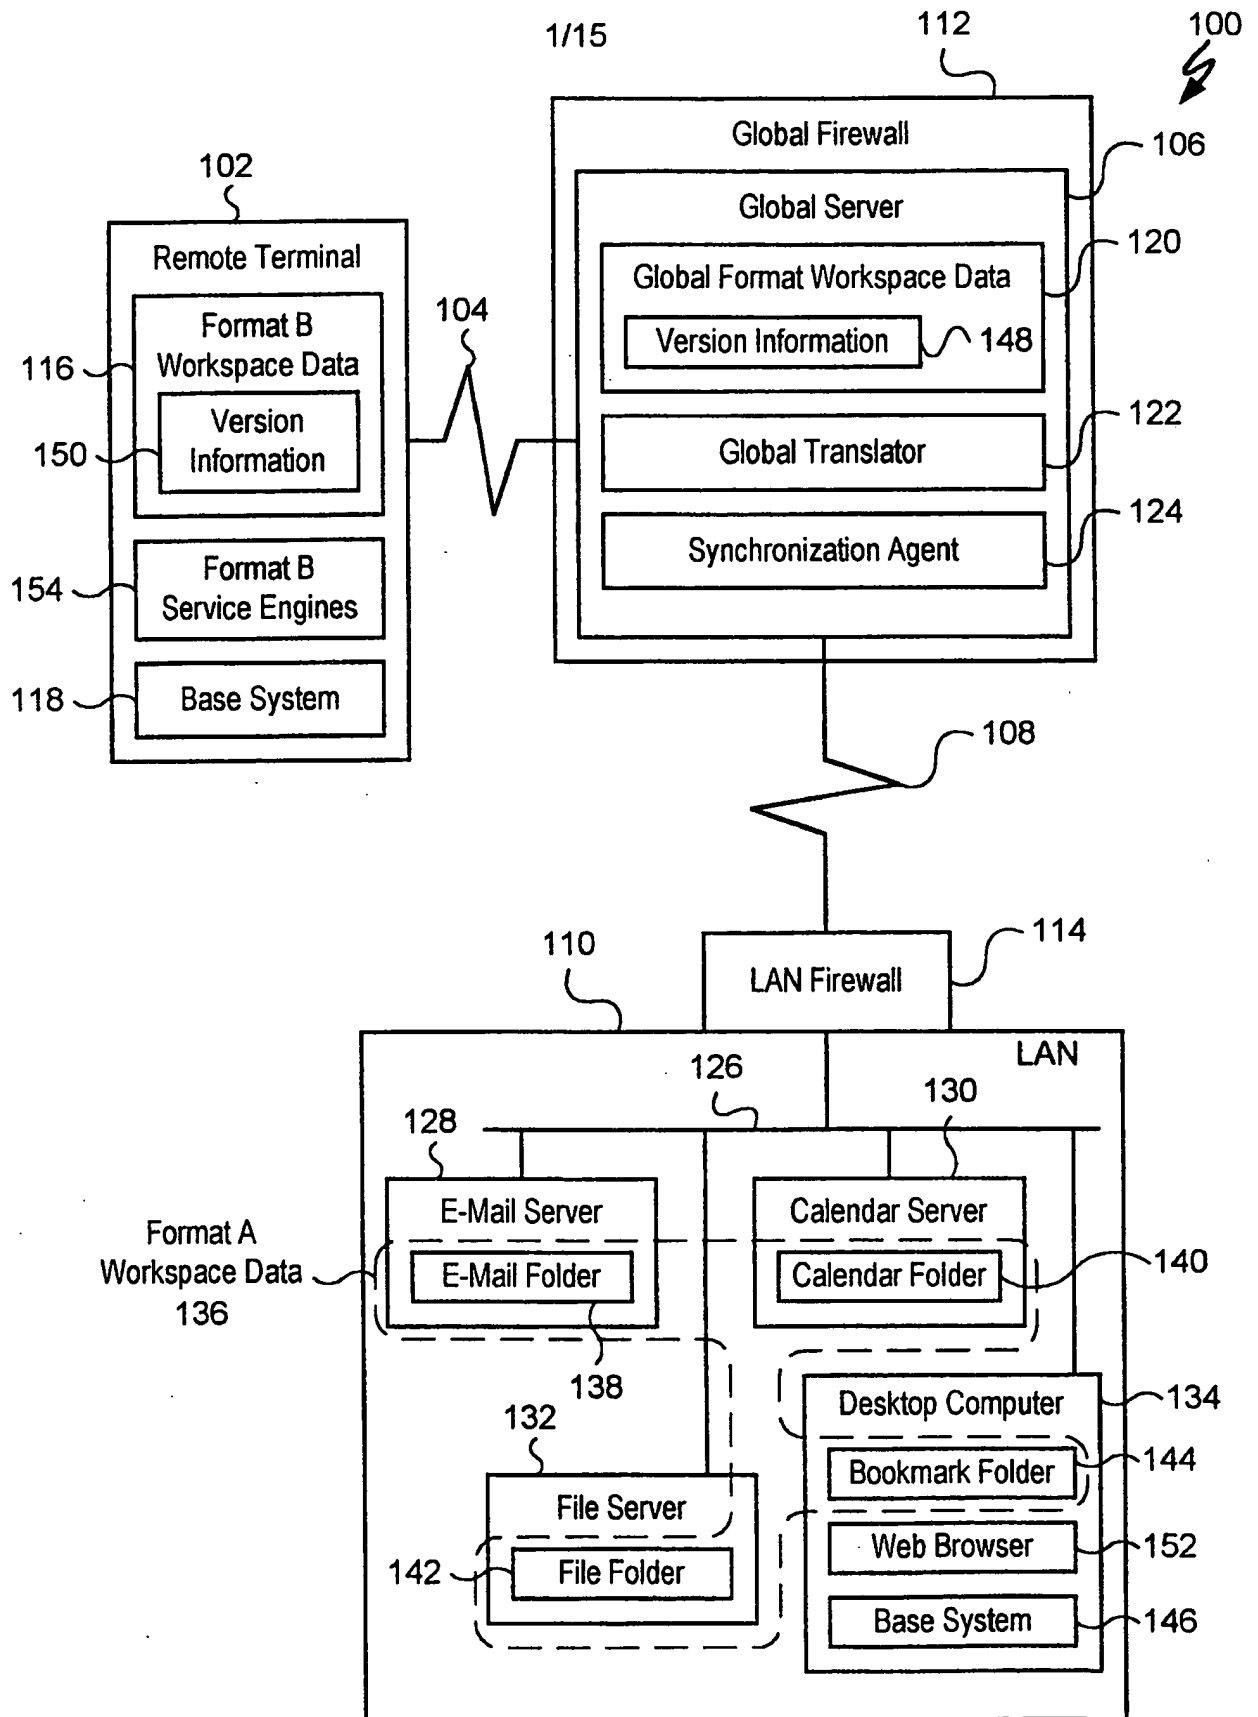 1/15
112
100
Global Firewall
106
102
Global Server
120
Remote Terminal
Global Format Workspace Data
104
Format B
Workspace Data
116
Version Information
148
Version
Information
150
122
Global Translator
124
Synchronization Agent
Format B
Service Engines
154
118
Base System
108
114
110
LAN Firewall
LAN
126
130
128
E-Mail Server
Calendar Server
Format A
Workspace Data
136
E-Mail Folder
Calendar Folder
140
138
134
Desktop Computer
132
Bookmark Folder
144
File Server
Web Browser
152
142
File Folder
Base System
146